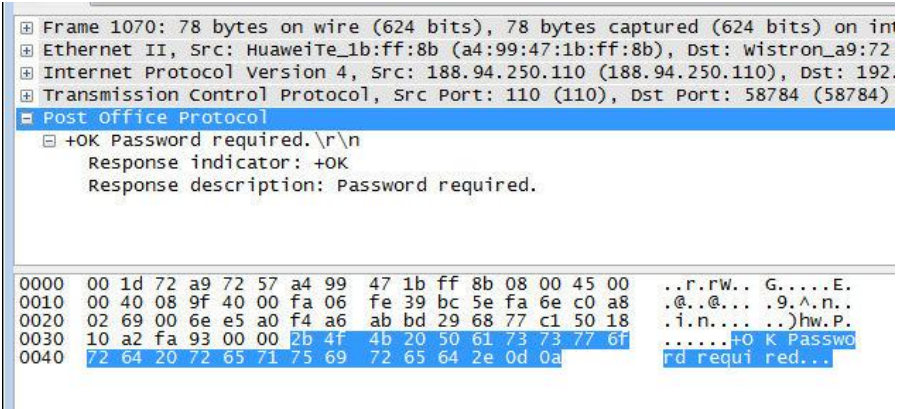 Frame 1070: 78 bytes on wire (624 bits), 78 bytes captured (624 bits) on int
Ethernet II, Src: HuaweiTe_1b:ff:8b (a4:99:47:1b:ff:8b), Dst: Wistron_a9:72
Internet Protocol Version 4, Src: 188.94.250.110 (188.94.250.110), Dst: 192.
Transmission Control Protocol, Src Port: 110 (110), Dst Port: 58784 (58784)
Post Office Protocol
+OK Password required.\r\n
Response indicator: +OK
Response description: Password required.
0000 00 1d 72 a9 72 57 a4 99 47 1b ff 8b 08 00 45 00 ..r.rW.. G.....E.
0010 00 40 08 9f 40 00 fa 06 fe 39 bc 5e fa 6e c0 a8 .@..@... .9.^.n..
0020 02 69 00 6e e5 a0 f4 a6 ab bd 29 68 77 c1 50 18 .i.n.... ..)hw.P.
0030 10 a2 fa 93 00 00 2b 4f 4b 20 50 61 73 73 77 6f ......+O K Passwo
0040 72 64 20 72 65 71 75 69 72 65 64 2e 0d 0a rd requi red...